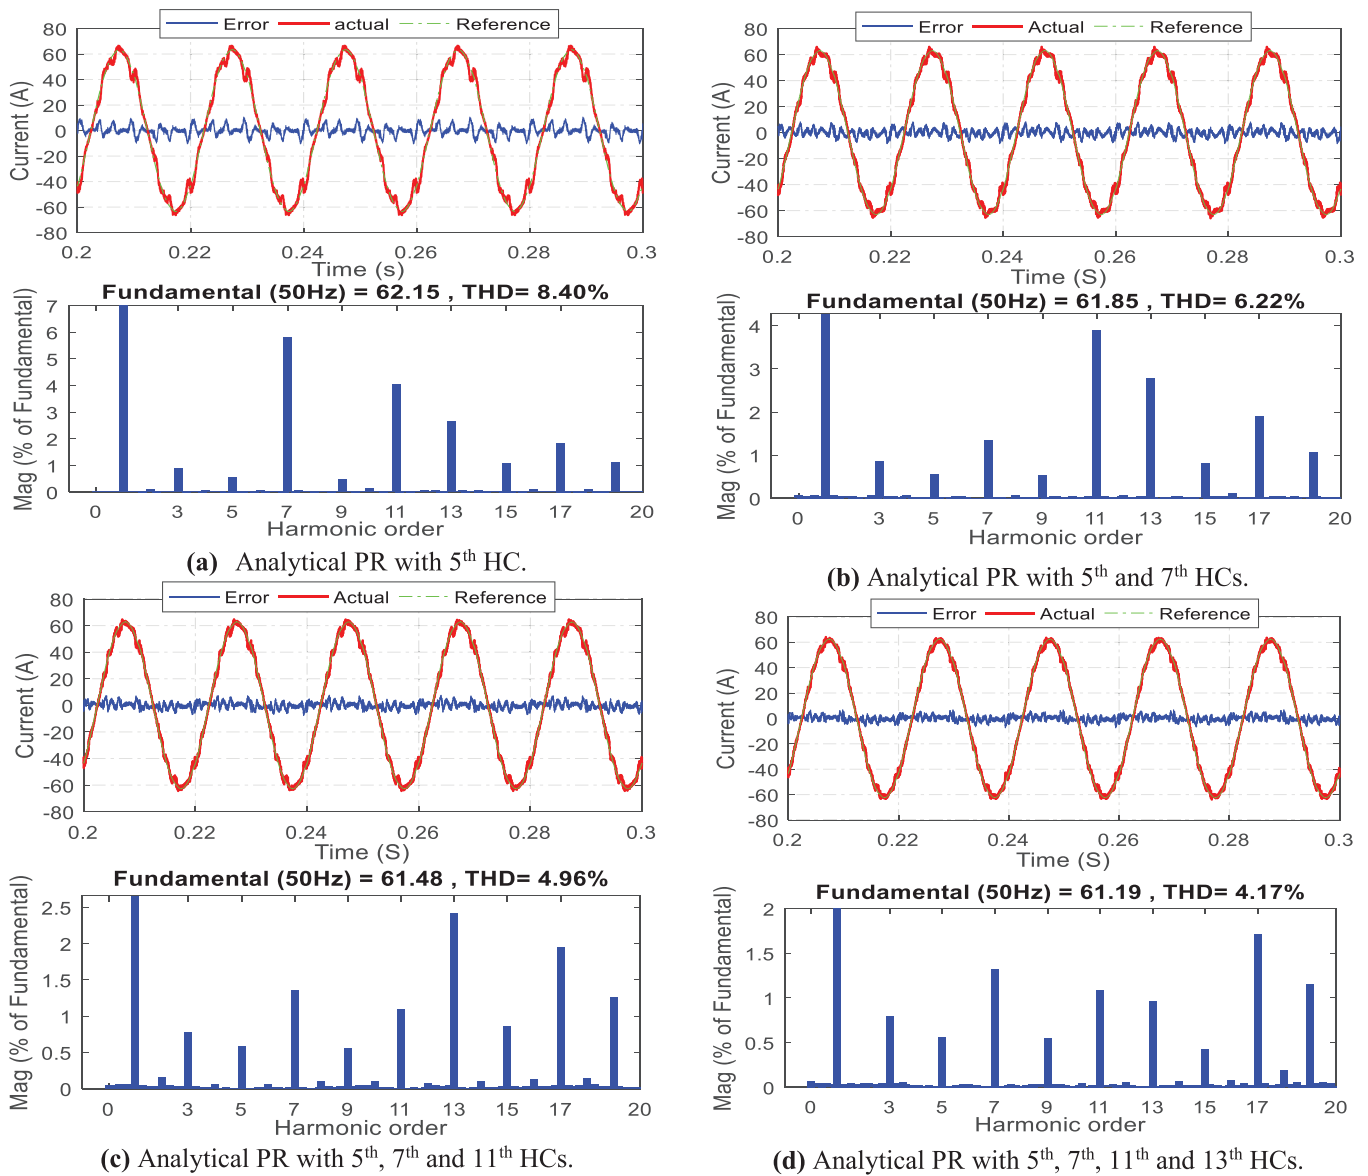 Error actual Reference
80
60
40
20
0
-20
-40
-60
-80
Current (A)
0.2 0.22 0.24 0.26 0.28 0.3
Time (s)
Fundamental (50Hz) = 62.15 , THD= 8.40%
7
6
5
4
3
2
1
0
Mag (% of Fundamental)
0 3 5 7 9 11 13 15 17 20
Harmonic order
(a) Analytical PR with 5th HC.
Error Actual Reference
80
60
40
20
0
-20
-40
-60
-80
Current (A)
0.2 0.22 0.24 0.26 0.28 0.3
Time (S)
Fundamental (50Hz) = 61.85 , THD= 6.22%
4
3
2
1
0
Mag (% of Fundamental)
0 3 5 7 9 11 13 15 17 20
Harmonic order
(b) Analytical PR with 5th and 7th HCs.
Error Actual Reference
80
60
40
20
0
-20
-40
-60
-80
Current (A)
0.2 0.22 0.24 0.26 0.28 0.3
Time (S)
Fundamental (50Hz) = 61.48 , THD= 4.96%
2.5
2
1.5
1
0.5
0
Mag (% of Fundamental)
0 3 5 7 9 11 13 15 17 20
Harmonic order
(c) Analytical PR with 5th, 7th and 11th HCs.
Error Actual Reference
80
60
40
20
0
-20
-40
-60
-80
Current (A)
0.2 0.22 0.24 0.26 0.28 0.3
Time (S)
Fundamental (50Hz) = 61.19 , THD= 4.17%
2
1.5
1
0.5
0
Mag (% of Fundamental)
0 3 5 7 9 11 13 15 17 20
Harmonic order
(d) Analytical PR with 5th, 7th, 11th and 13th HCs.